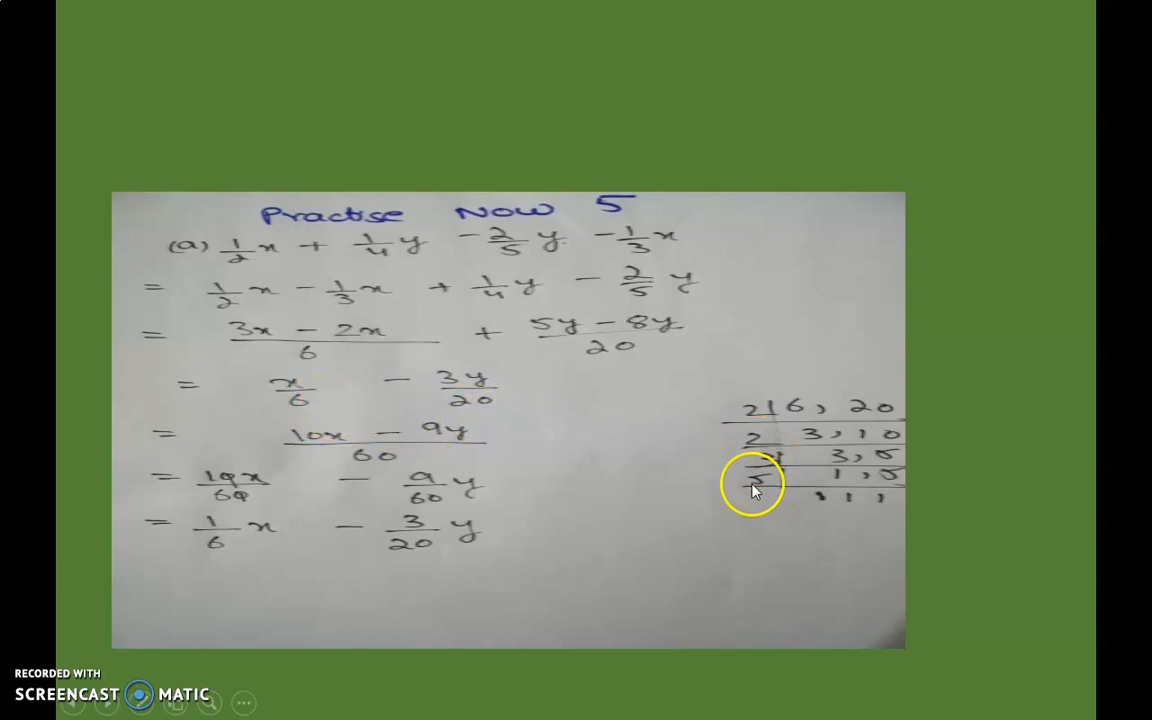 Practise Now 5
(a) 1/2 x + 1/4 y - 2/5 y - 1/3 x
= 1/2 x - 1/3 x + 1/4 y - 2/5 y
= 3x - 2x / 6 + 5y - 8y / 20
= x/6 - 3y/20
= 10x - 9y / 60
= 10x/60 - 9/60 y
= 1/6 x - 3/20 y
2 | 6, 20
2 3, 10
3, 5
5 1, 5
1, 1
RECORDED WITH
SCREENCAST MATIC